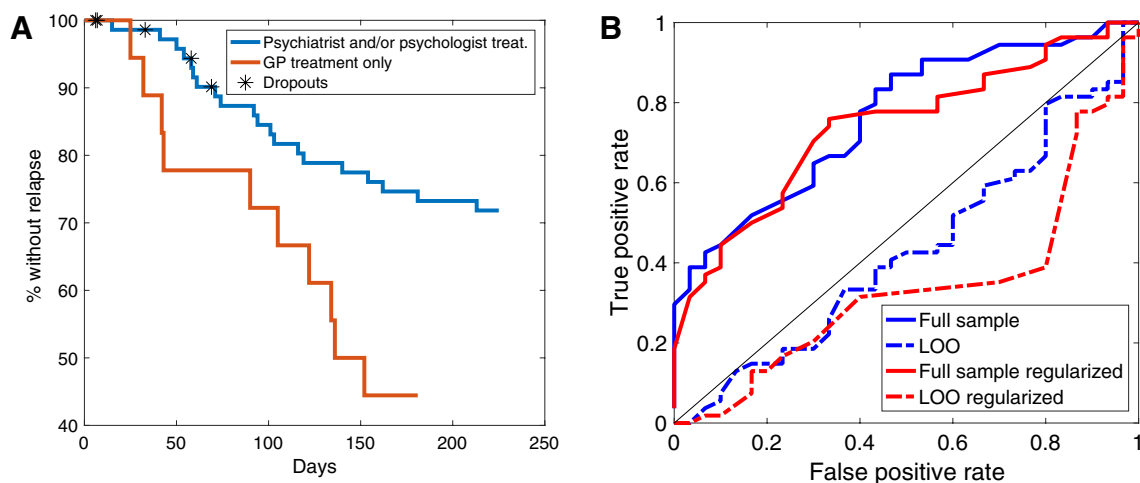 A
100
90
80
70
60
50
40
% without relapse
0
50
100
150
200
250
Days
Psychiatrist and/or psychologist treat.
GP treatment only
Dropouts
B
1
0.8
0.6
0.4
0.2
0
True positive rate
0
0.2
0.4
0.6
0.8
1
False positive rate
Full sample
LOO
Full sample regularized
LOO regularized